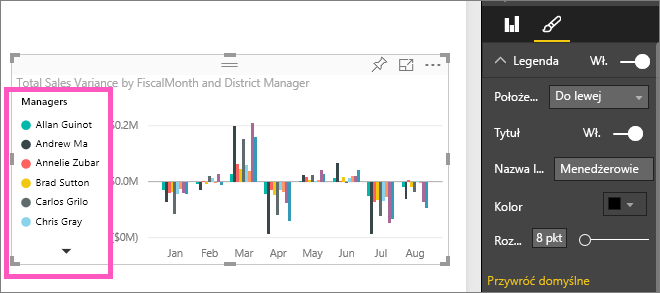 Total Sales Variance by FiscalMonth and District Manager
Managers
Allan Guinot
Andrew Ma
Annelie Zubar
Brad Sutton
Carlos Grilo
Chris Gray
$0.2M
$0.0M
($0M)
Jan Feb Mar Apr May Jun Jul Aug
Legenda Wł.
Położe... Do lewej
Tytuł Wł.
Nazwa l... Menedżerowie
Kolor
Roz... 8 pkt
Przywróć domyślne